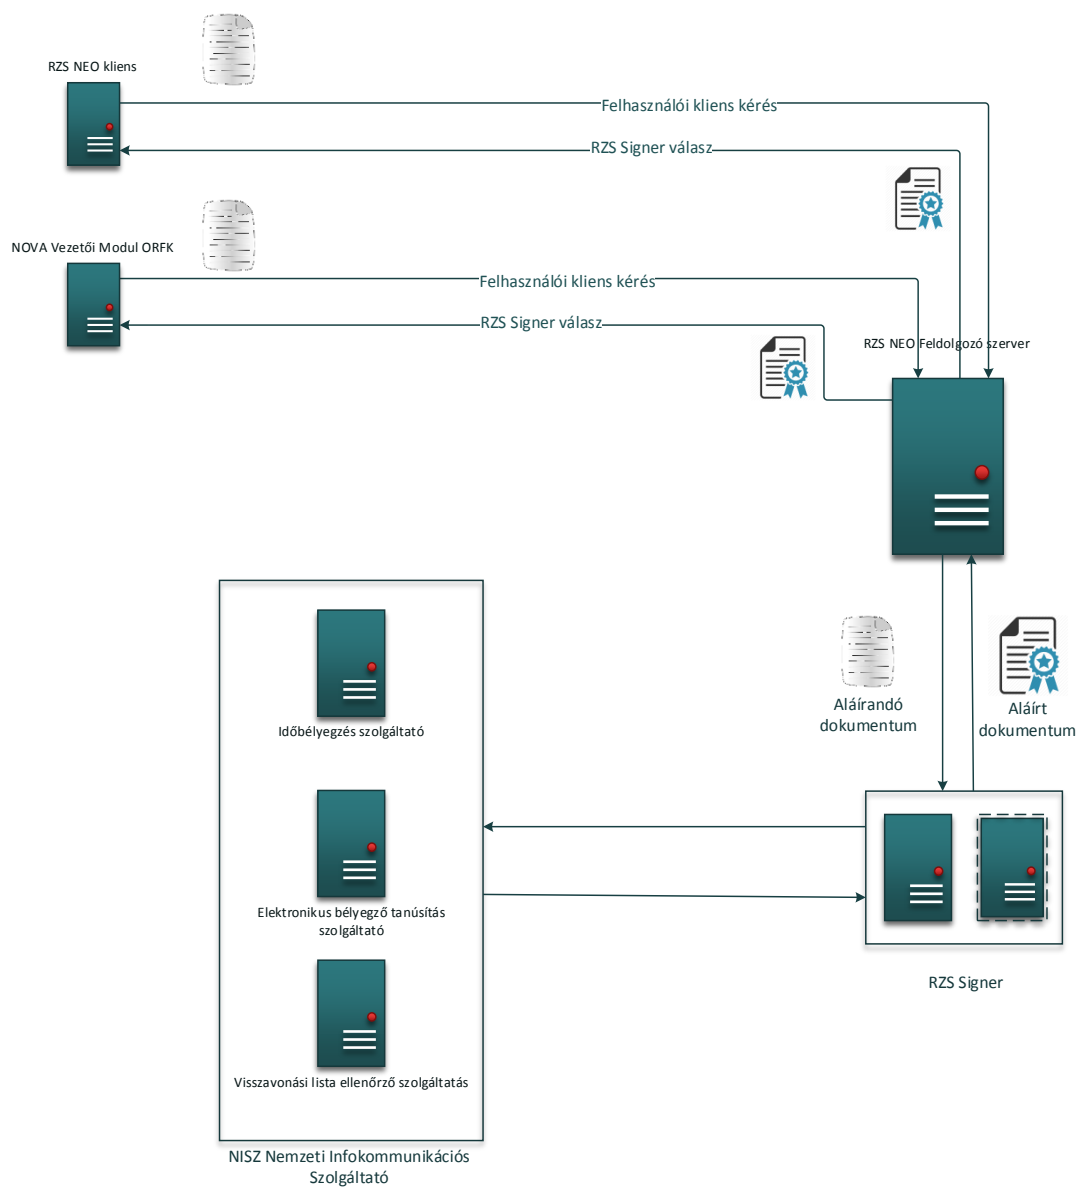 RZS NEO kliens
Felhasználói kliens kérés
RZS Signer válasz
NOVA Vezetői Modul ORFK
Felhasználói kliens kérés
RZS Signer válasz
RZS NEO Feldolgozó szerver
Aláírandó
dokumentum
Aláírt
dokumentum
Időbélyegzés szolgáltató
Elektronikus bélyegző tanúsítás
szolgáltató
Visszavonási lista ellenőrző szolgáltatás
RZS Signer
NISZ Nemzeti Infokommunikációs
Szolgáltató